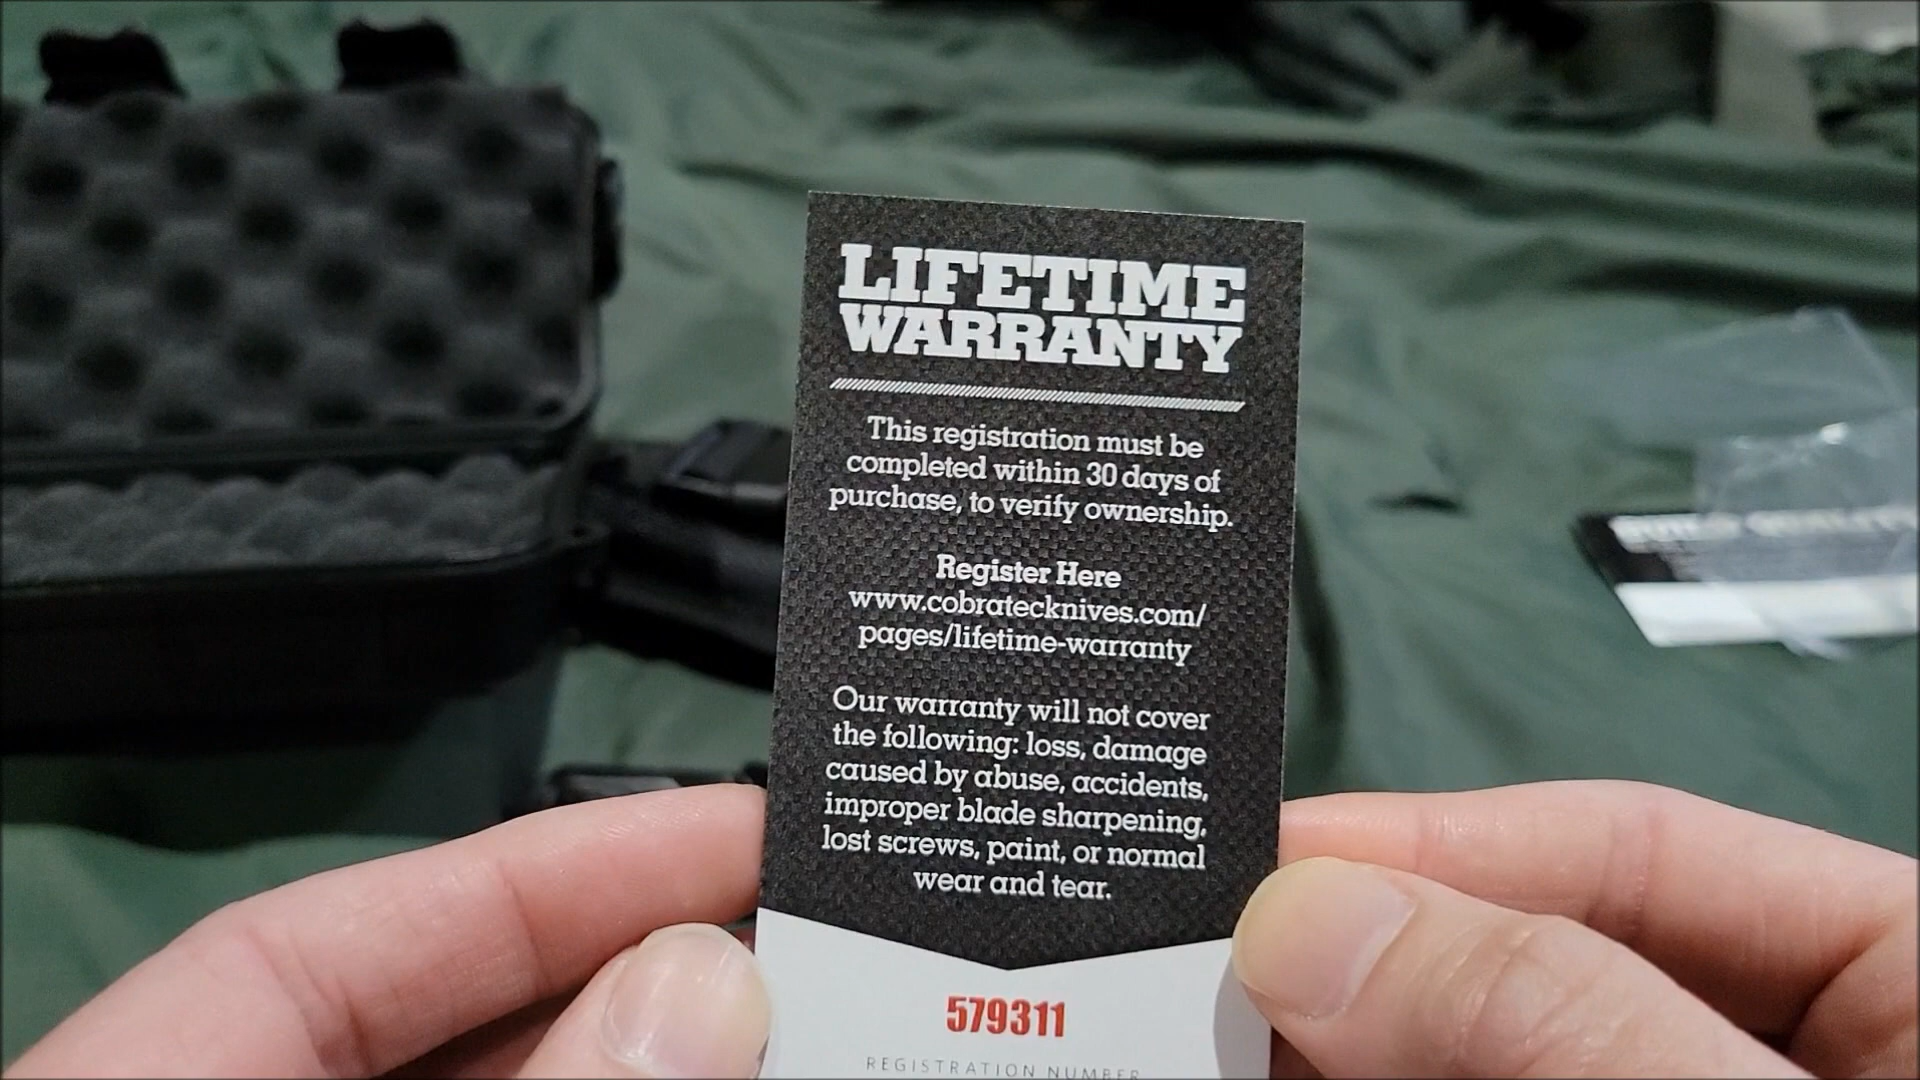 LIFETIME
WARRANTY
This registration must be
completed within 30 days of
purchase, to verify ownership.
Register Here
www.cobratecknives.com/
pages/lifetime-warranty
Our warranty will not cover
the following: loss, damage
caused by abuse, accidents,
improper blade sharpening,
lost screws, paint, or normal
wear and tear.
579311
REGISTRATION NUMBER